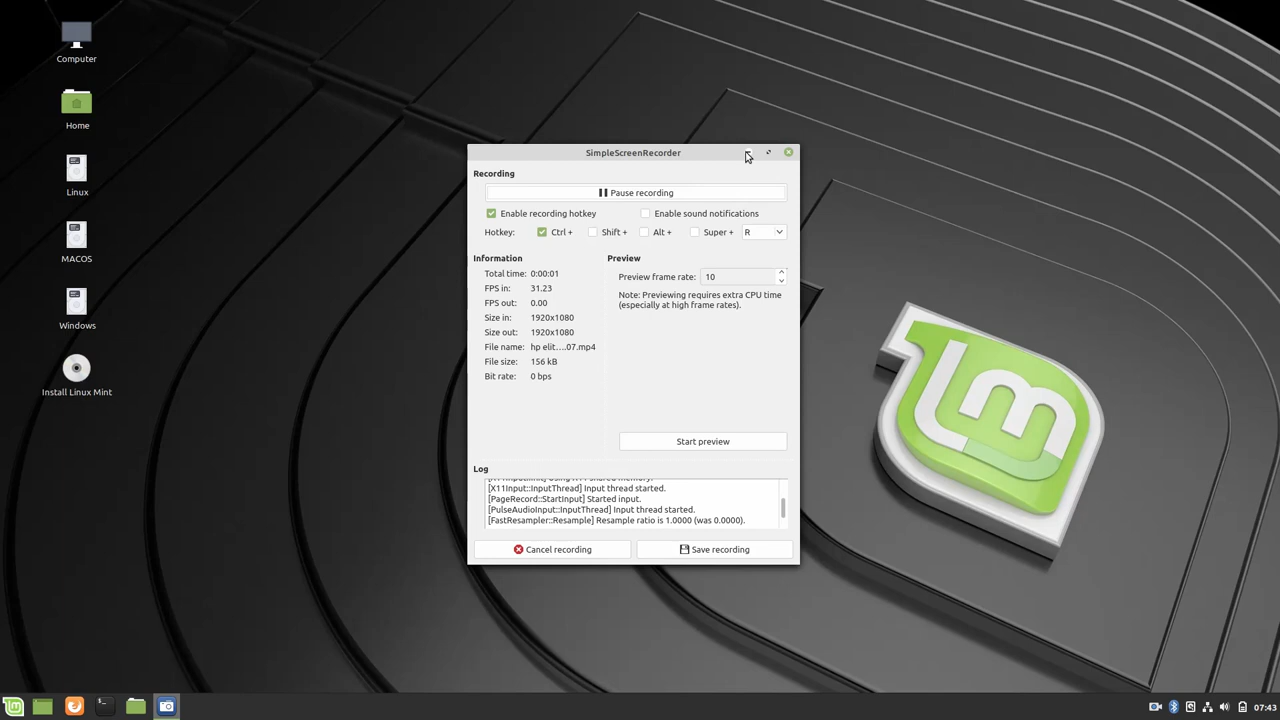 Computer
Home
Linux
MACOS
Windows
Install Linux Mint
SimpleScreenRecorder
Recording
Pause recording
Enable recording hotkey
Enable sound notifications
Hotkey: Ctrl + Shift + Alt + Super + R
Information
Total time: 0:00:01
FPS in: 31.23
FPS out: 0.00
Size in: 1920x1080
Size out: 1920x1080
File name: hp elit....07.mp4
File size: 156 kB
Bit rate: 0 bps
Preview
Preview frame rate: 10
Note: Previewing requires extra CPU time
(especially at high frame rates).
Start preview
Log
[X11Input::InputThread] Input thread started.
[PageRecord::StartInput] Started input.
[PulseAudioInput::InputThread] Input thread started.
[FastResampler::Resample] Resample ratio is 1.0000 (was 0.0000).
Cancel recording
Save recording
07:43